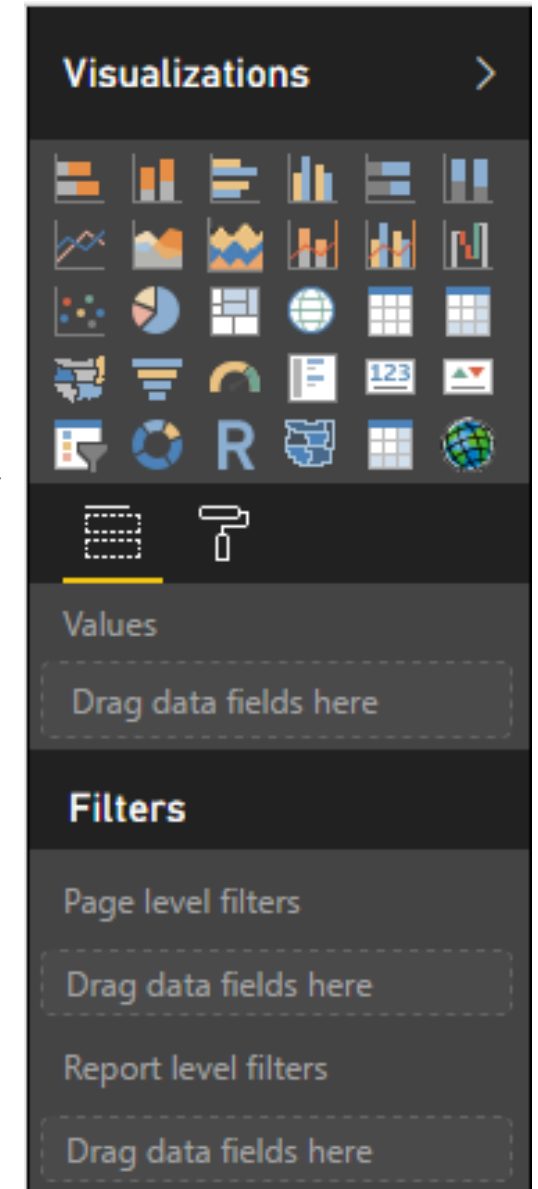 Visualizations
123
R
Values
Drag data fields here
Filters
Page level filters
Drag data fields here
Report level filters
Drag data fields here